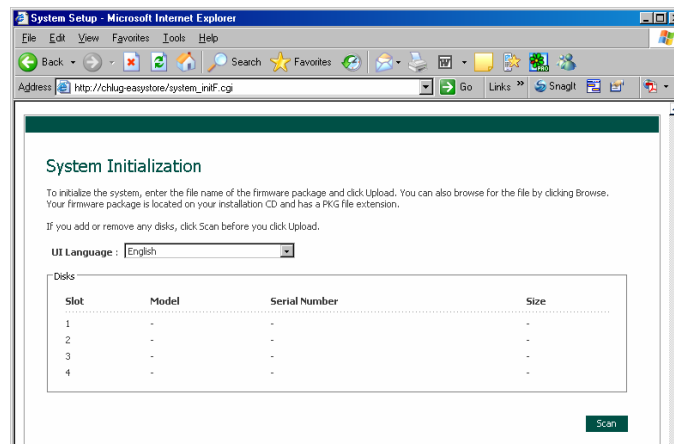 System Setup - Microsoft Internet Explorer
File Edit View Favorites Tools Help
Back Search Favorites
Address http://chlug-easystore/system_initF.cgi Go Links » SnagIt
System Initialization
To initialize the system, enter the file name of the firmware package and click Upload. You can also browse for the file by clicking Browse.
Your firmware package is located on your installation CD and has a PKG file extension.
If you add or remove any disks, click Scan before you click Upload.
UI Language : English
Disks
Slot Model Serial Number Size
1 - - -
2 - - -
3 - - -
4 - - -
Scan